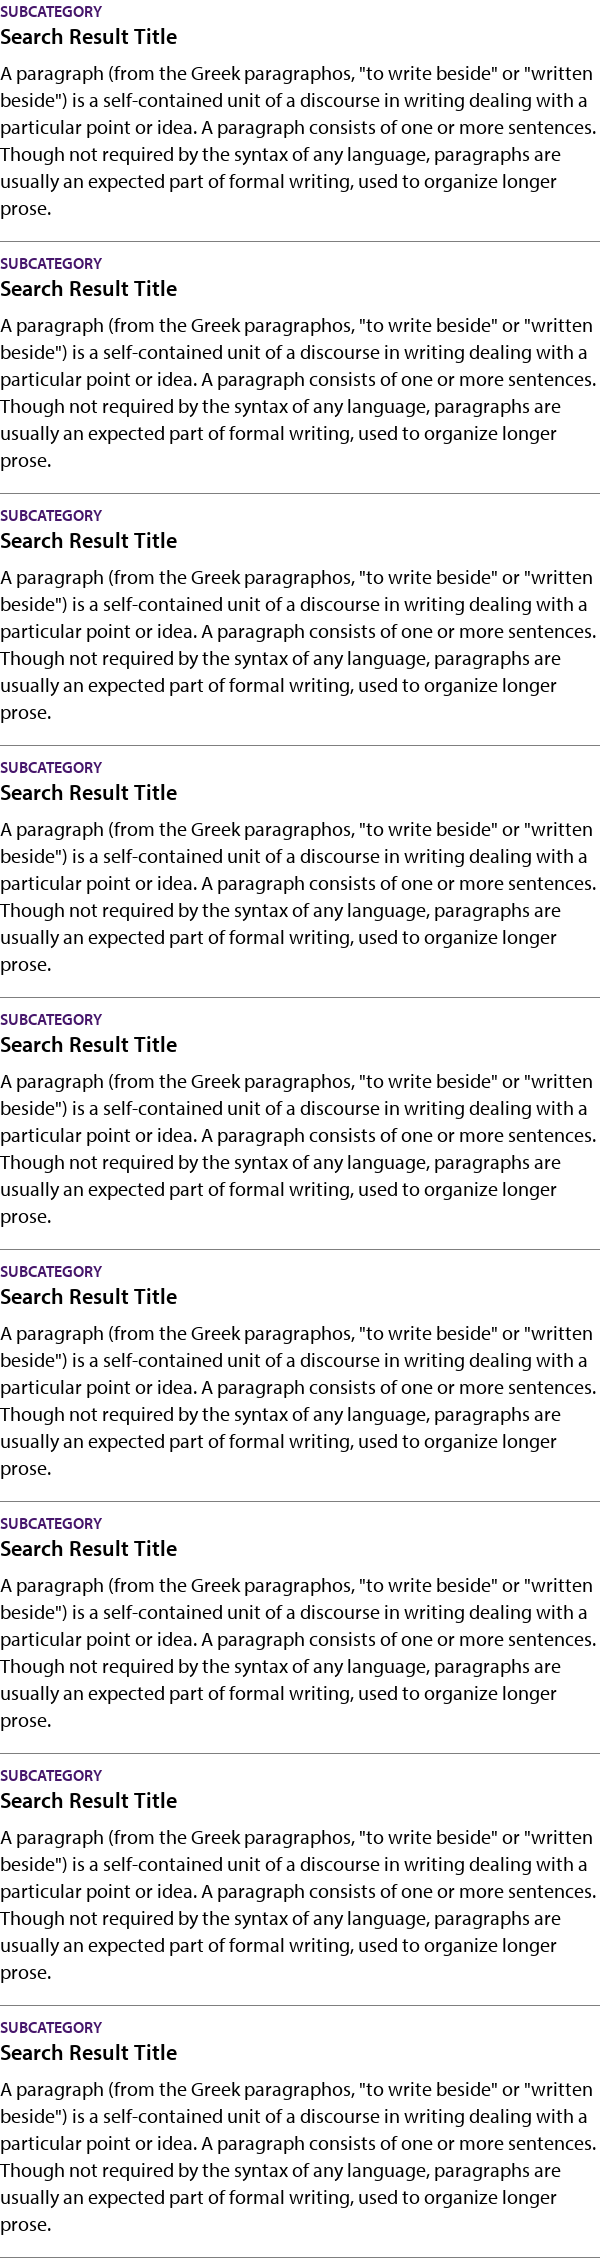 SUBCATEGORY
Search Result Title
A paragraph (from the Greek paragraphos, "to write beside" or "written
beside") is a self-contained unit of a discourse in writing dealing with a
particular point or idea. A paragraph consists of one or more sentences.
Though not required by the syntax of any language, paragraphs are
usually an expected part of formal writing, used to organize longer
prose.
SUBCATEGORY
Search Result Title
A paragraph (from the Greek paragraphos, "to write beside" or "written
beside") is a self-contained unit of a discourse in writing dealing with a
particular point or idea. A paragraph consists of one or more sentences.
Though not required by the syntax of any language, paragraphs are
usually an expected part of formal writing, used to organize longer
prose.
SUBCATEGORY
Search Result Title
A paragraph (from the Greek paragraphos, "to write beside" or "written
beside") is a self-contained unit of a discourse in writing dealing with a
particular point or idea. A paragraph consists of one or more sentences.
Though not required by the syntax of any language, paragraphs are
usually an expected part of formal writing, used to organize longer
prose.
SUBCATEGORY
Search Result Title
A paragraph (from the Greek paragraphos, "to write beside" or "written
beside") is a self-contained unit of a discourse in writing dealing with a
particular point or idea. A paragraph consists of one or more sentences.
Though not required by the syntax of any language, paragraphs are
usually an expected part of formal writing, used to organize longer
prose.
SUBCATEGORY
Search Result Title
A paragraph (from the Greek paragraphos, "to write beside" or "written
beside") is a self-contained unit of a discourse in writing dealing with a
particular point or idea. A paragraph consists of one or more sentences.
Though not required by the syntax of any language, paragraphs are
usually an expected part of formal writing, used to organize longer
prose.
SUBCATEGORY
Search Result Title
A paragraph (from the Greek paragraphos, "to write beside" or "written
beside") is a self-contained unit of a discourse in writing dealing with a
particular point or idea. A paragraph consists of one or more sentences.
Though not required by the syntax of any language, paragraphs are
usually an expected part of formal writing, used to organize longer
prose.
SUBCATEGORY
Search Result Title
A paragraph (from the Greek paragraphos, "to write beside" or "written
beside") is a self-contained unit of a discourse in writing dealing with a
particular point or idea. A paragraph consists of one or more sentences.
Though not required by the syntax of any language, paragraphs are
usually an expected part of formal writing, used to organize longer
prose.
SUBCATEGORY
Search Result Title
A paragraph (from the Greek paragraphos, "to write beside" or "written
beside") is a self-contained unit of a discourse in writing dealing with a
particular point or idea. A paragraph consists of one or more sentences.
Though not required by the syntax of any language, paragraphs are
usually an expected part of formal writing, used to organize longer
prose.
SUBCATEGORY
Search Result Title
A paragraph (from the Greek paragraphos, "to write beside" or "written
beside") is a self-contained unit of a discourse in writing dealing with a
particular point or idea. A paragraph consists of one or more sentences.
Though not required by the syntax of any language, paragraphs are
usually an expected part of formal writing, used to organize longer
prose.